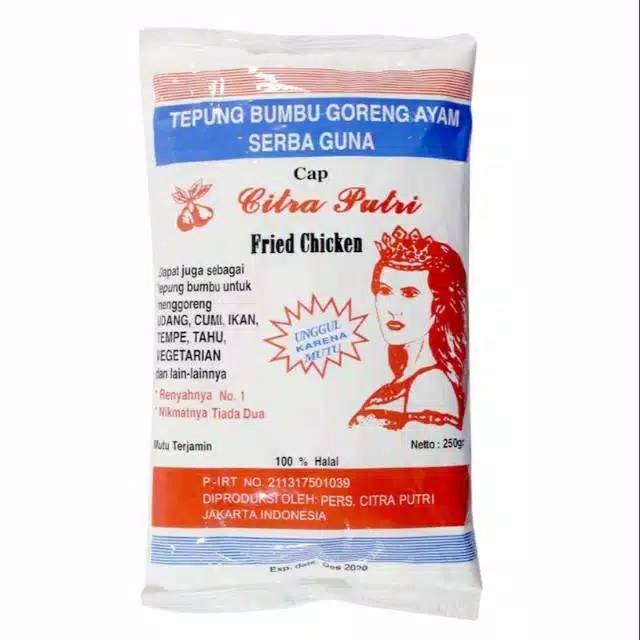 TEPUNG BUMBU GORENG AYAM
SERBA GUNA
Cap
Citra Putri
Fried Chicken
Dapat juga sebagai
tepung bumbu untuk
menggoreng
UDANG, CUMI, IKAN,
TEMPE, TAHU,
VEGETARIAN
dan lain-lainnya
* Renyahnya No. 1
* Nikmatnya Tiada Dua
UNGGUL
KARENA
MUTU
Mutu Terjamin
Netto : 250gr
100 % Halal
P-IRT NO. 211317501039
DIPRODUKSI OLEH: PERS. CITRA PUTRI
JAKARTA INDONESIA
Exp. date. Des 2020